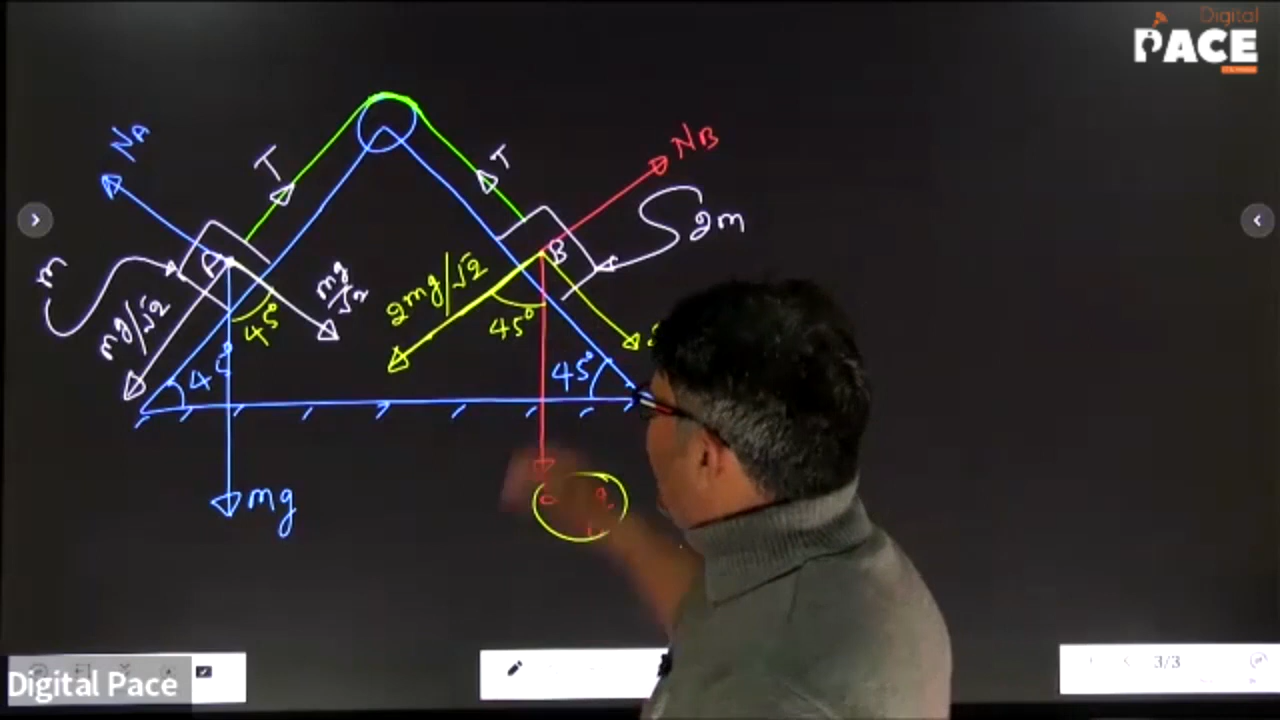 Digital
PACE
NA
T
T
NB
2m
m
A
B
mg/√2
mg/√2
2mg/√2
45°
45°
45°
45°
mg
Digital Pace
3/3